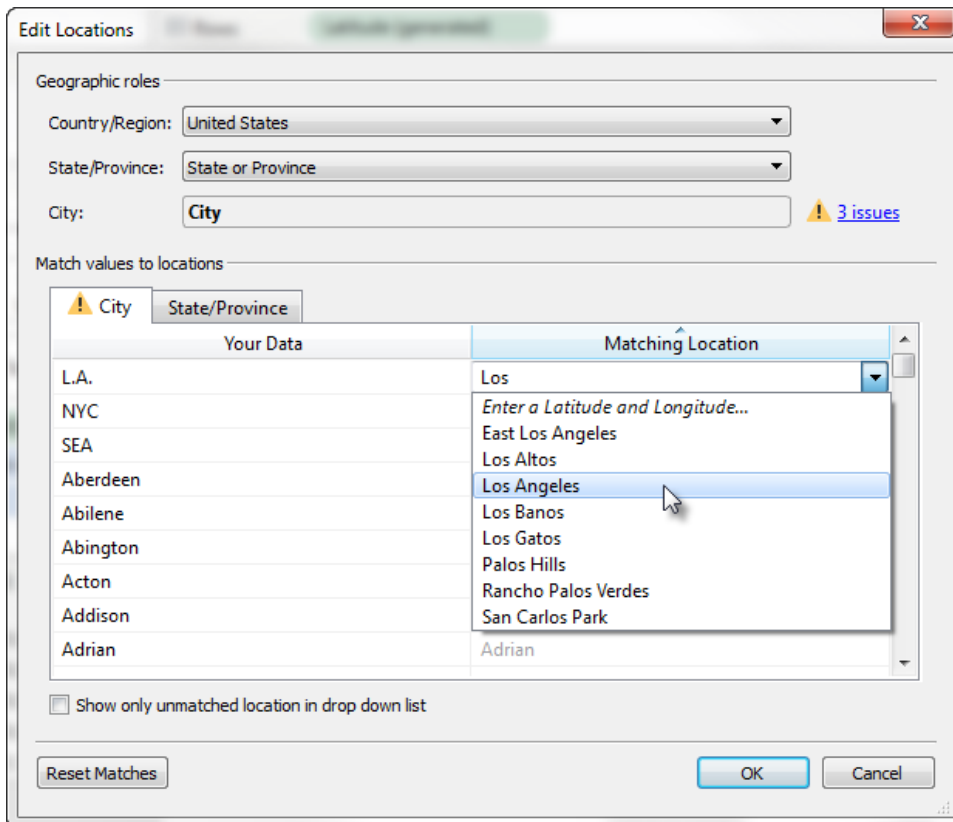 Edit Locations
Geographic roles
Country/Region: United States
State/Province: State or Province
City: City 3 issues
Match values to locations
City State/Province
Your Data Matching Location
L.A. Los
NYC Enter a Latitude and Longitude...
East Los Angeles
SEA
Los Altos
Aberdeen Los Angeles
Abilene Los Banos
Los Gatos
Abington
Palos Hills
Acton Rancho Palos Verdes
Addison San Carlos Park
Adrian Adrian
Show only unmatched location in drop down list
Reset Matches OK Cancel